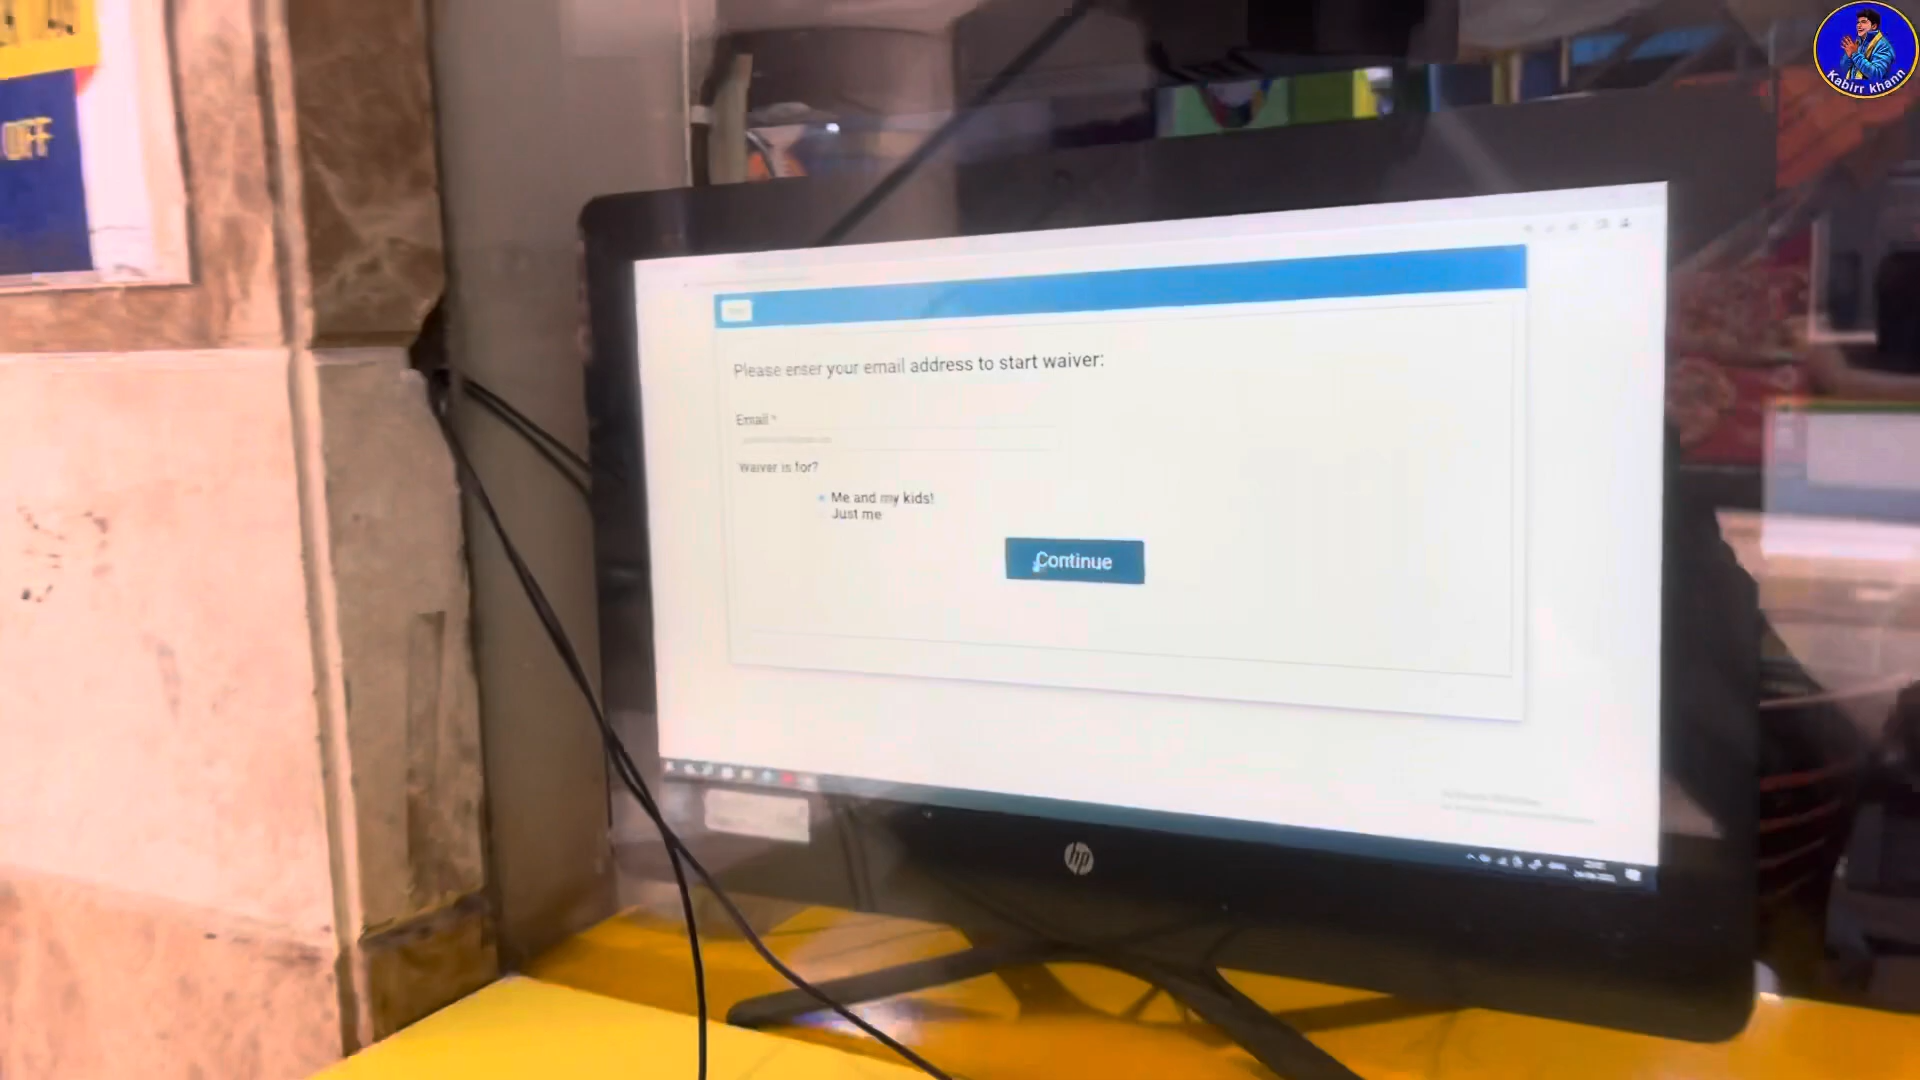 OFF
Kabirr khann
Please enter your email address to start waiver:
Email *
Waiver is for?
Me and my kids!
Just me
Continue
hp